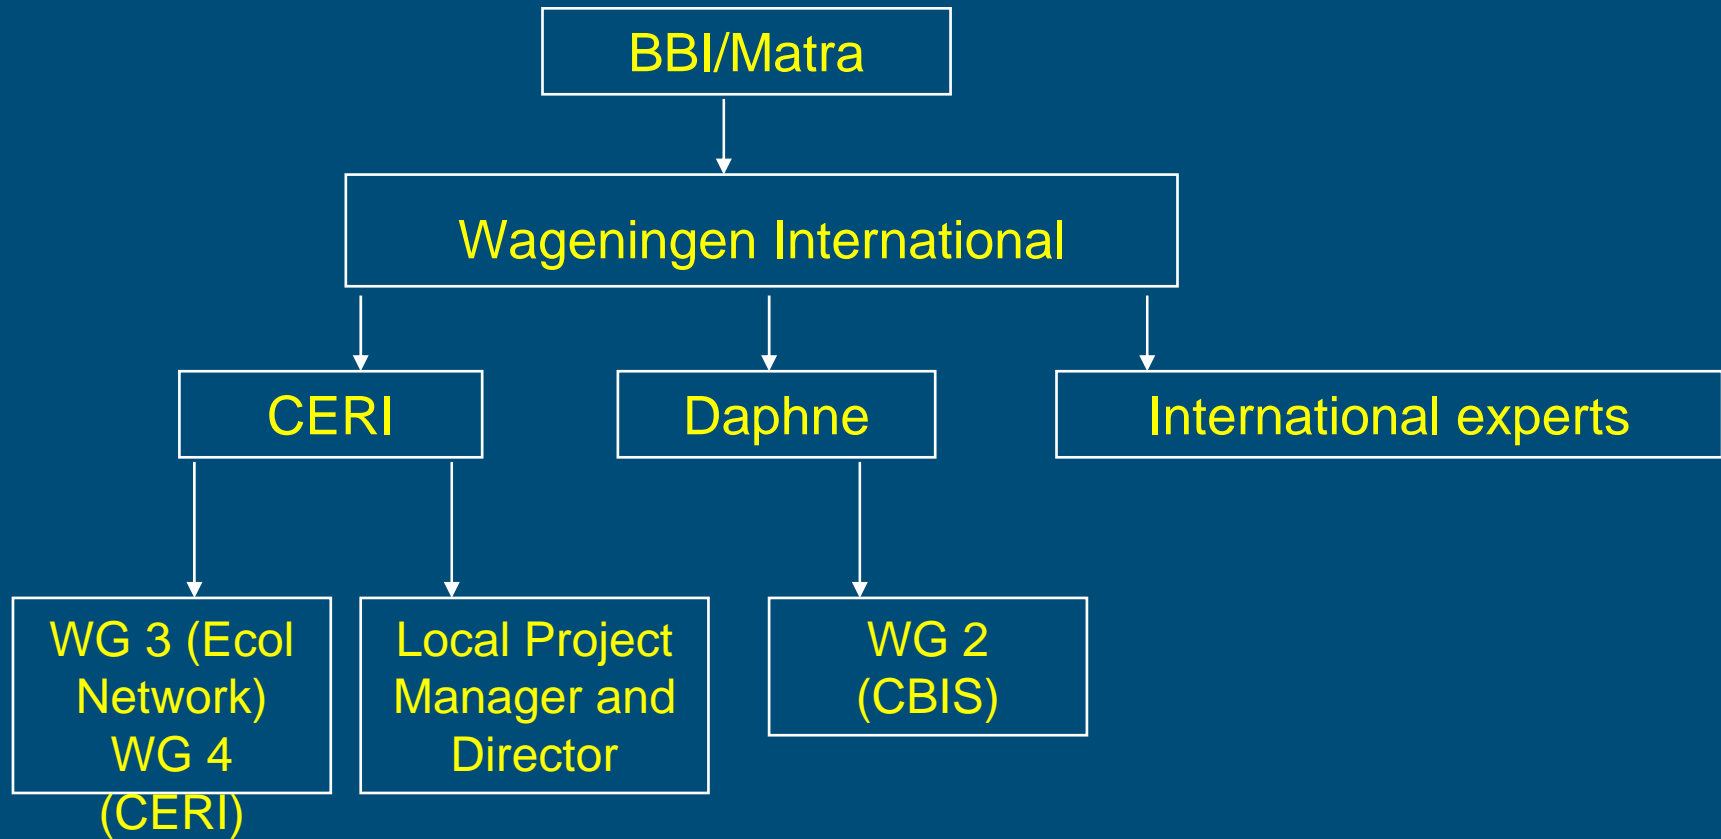 BBI/Matra
Wageningen International
CERI
Daphne
International experts
WG 3 (Ecol
Network)
WG 4
(CERI)
Local Project
Manager and
Director
WG 2
(CBIS)